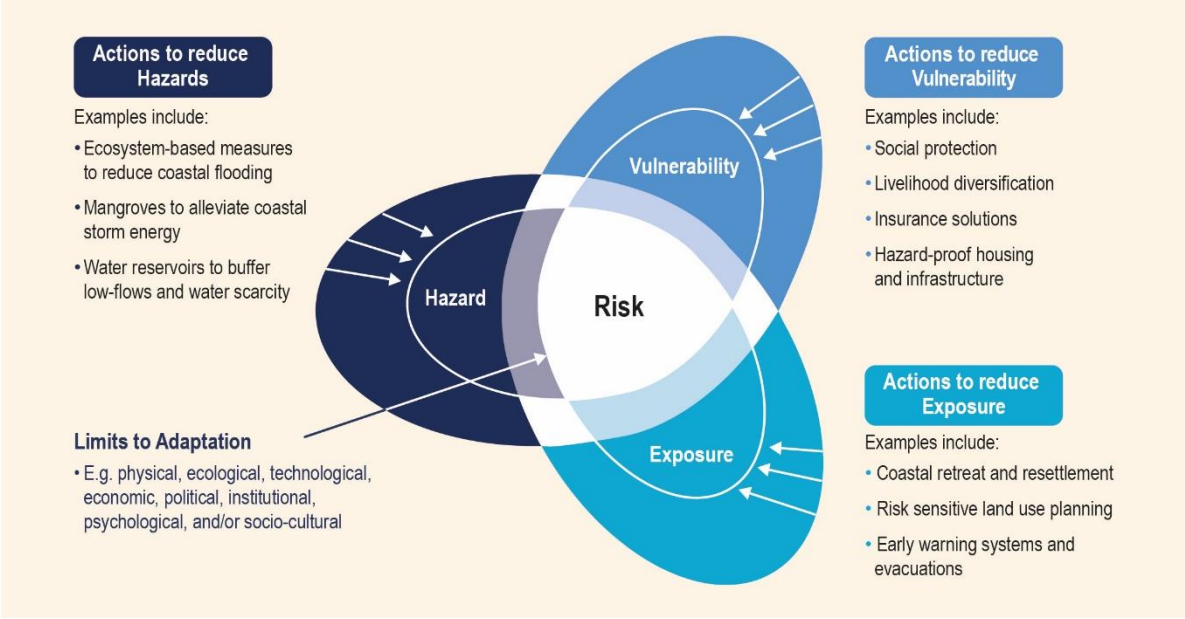 Actions to reduce
Hazards
Examples include:
• Ecosystem-based measures
to reduce coastal flooding
• Mangroves to alleviate coastal
storm energy
• Water reservoirs to buffer
low-flows and water scarcity
Limits to Adaptation
• E.g. physical, ecological, technological,
economic, political, institutional,
psychological, and/or socio-cultural
Vulnerability
Hazard
Risk
Exposure
Actions to reduce
Vulnerability
Examples include:
• Social protection
• Livelihood diversification
• Insurance solutions
• Hazard-proof housing
and infrastructure
Actions to reduce
Exposure
Examples include:
• Coastal retreat and resettlement
• Risk sensitive land use planning
• Early warning systems and
evacuations